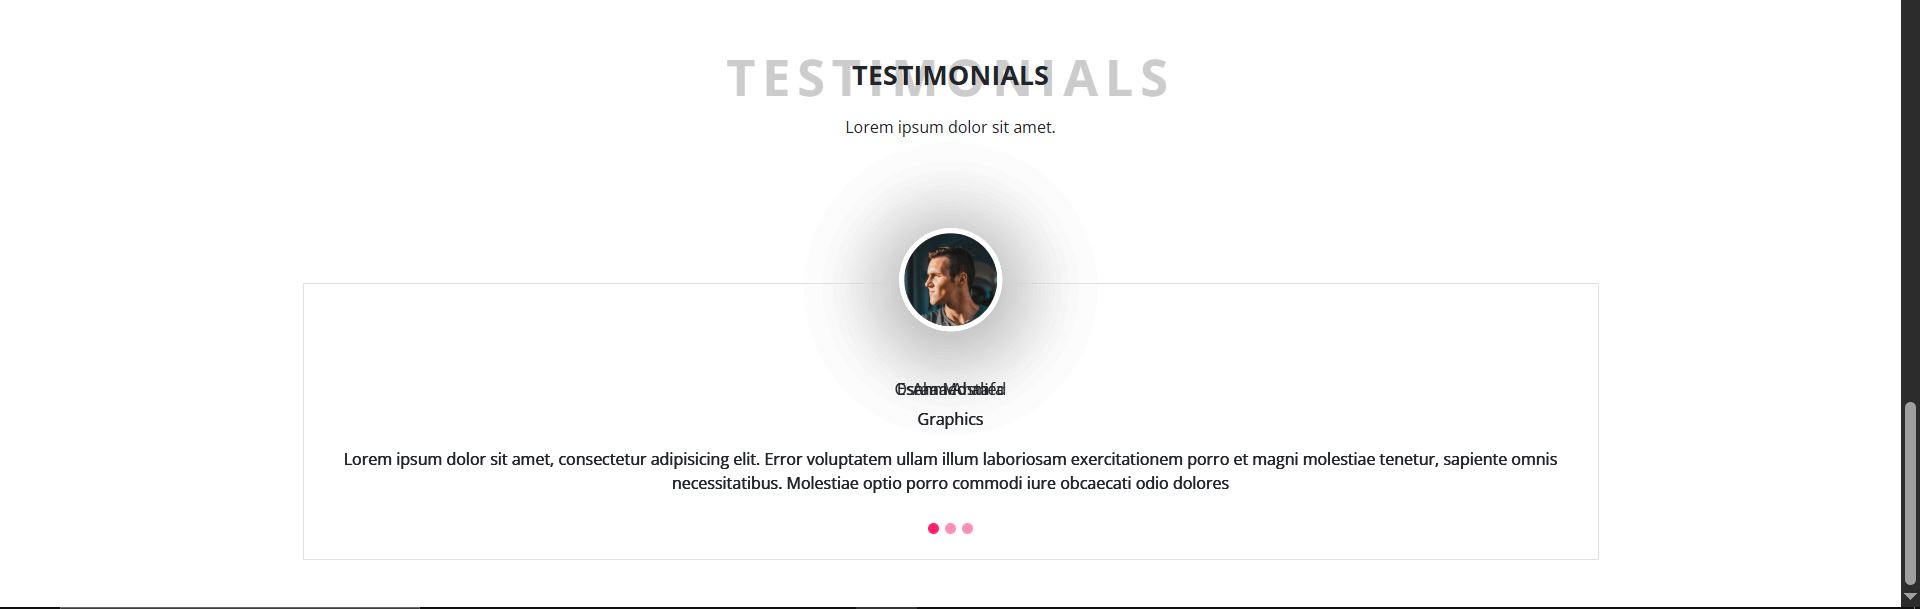 TESTIMONIALS
TESTIMONIALS
Lorem ipsum dolor sit amet.
Graphics
Lorem ipsum dolor sit amet, consectetur adipisicing elit. Error voluptatem ullam illum laboriosam exercitationem porro et magni molestiae tenetur, sapiente omnis
necessitatibus. Molestiae optio porro commodi iure obcaecati odio dolores